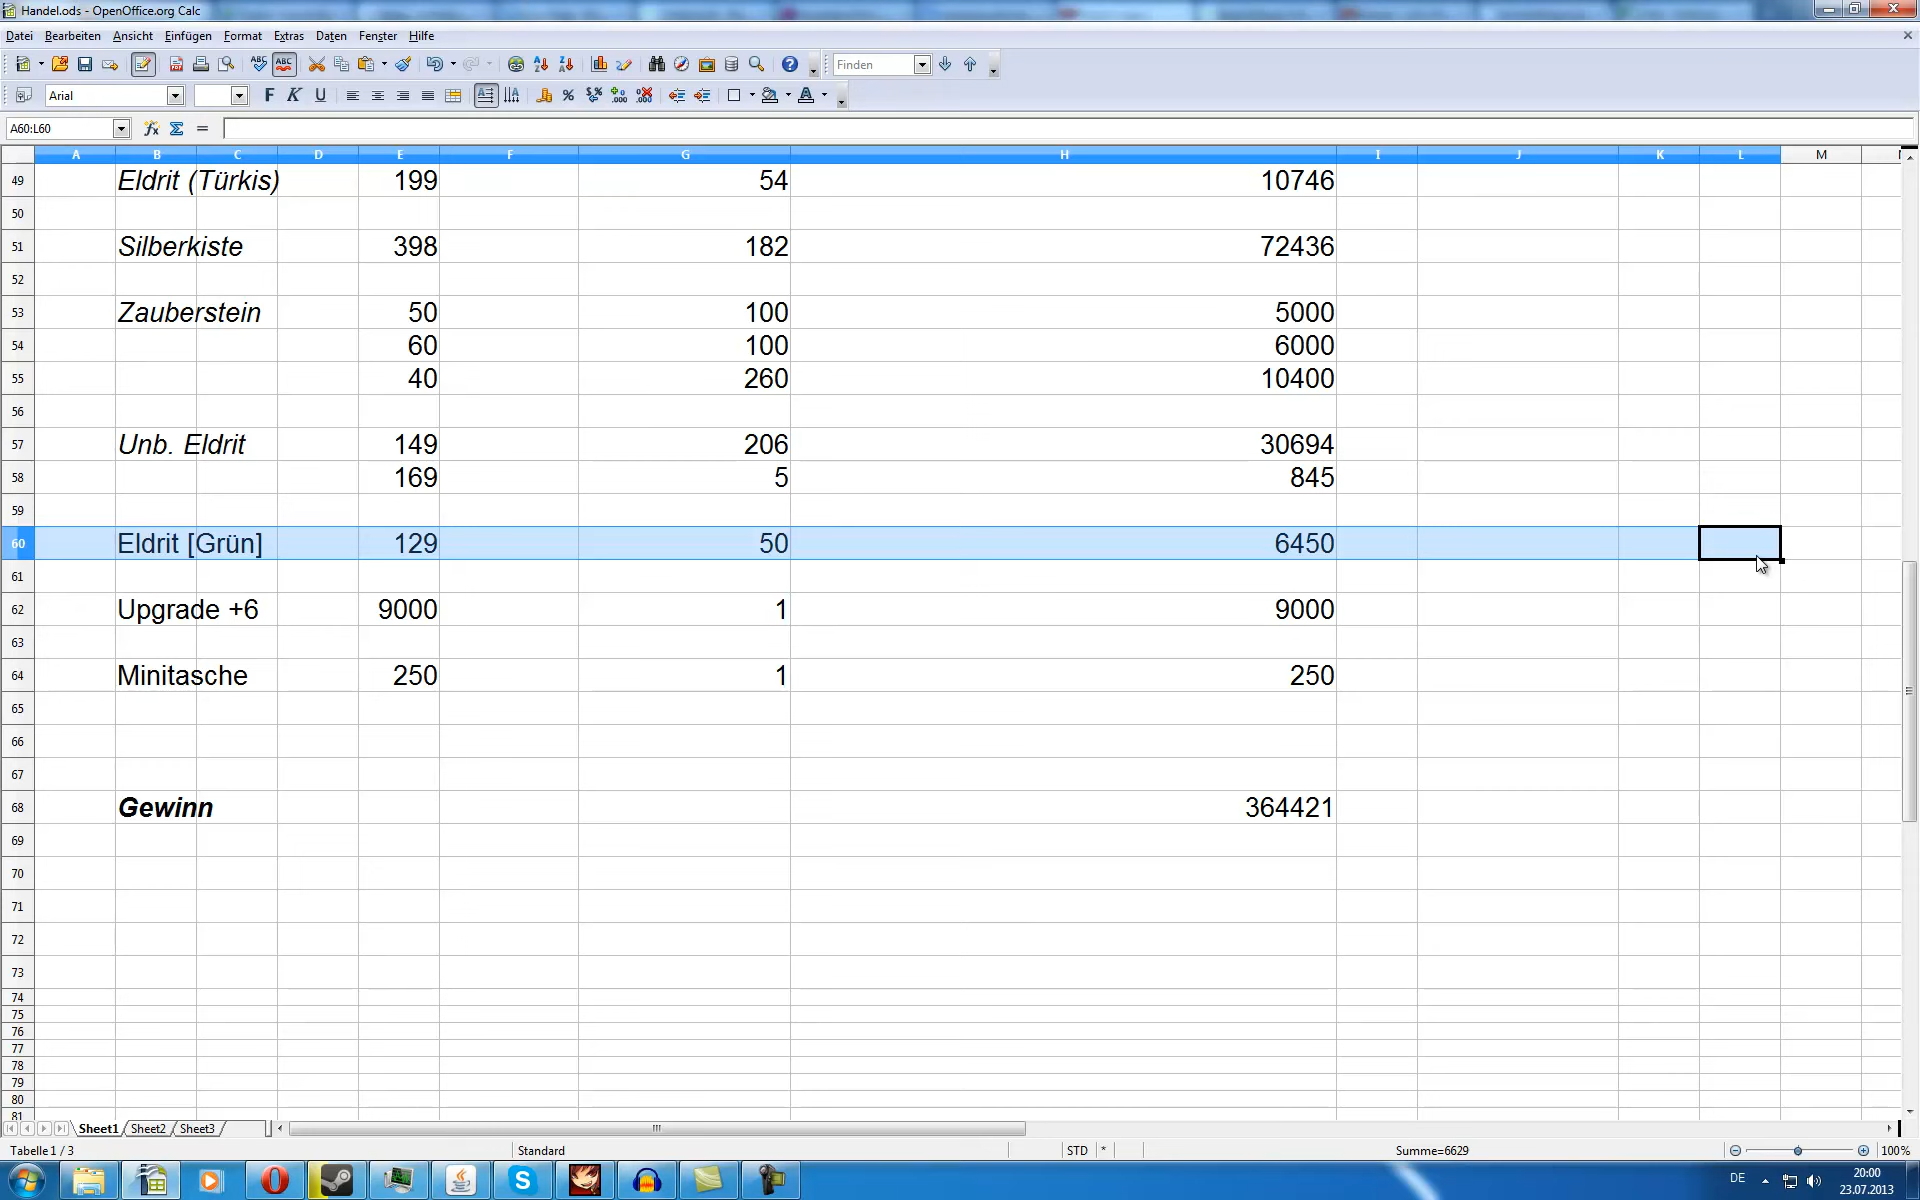 Handel.ods - OpenOffice.org Calc
Datei Bearbeiten Ansicht Einfügen Format Extras Daten Fenster Hilfe
Finden
Arial F K U
A60:L60
A B C D E F G H I J K L M
49 Eldrit (Türkis) 199 54 10746
50
51 Silberkiste 398 182 72436
52
53 Zauberstein 50 100 5000
54 60 100 6000
55 40 260 10400
56
57 Unb. Eldrit 149 206 30694
58 169 5 845
59
60 Eldrit [Grün] 129 50 6450
61
62 Upgrade +6 9000 1 9000
63
64 Minitasche 250 1 250
65
66
67
68 Gewinn 364421
69
70
71
72
73
74
75
76
77
78
79
80
81
Sheet1 Sheet2 Sheet3
Tabelle 1 / 3 Standard STD * Summe=6629 100%
DE 20:00
23.07.2013